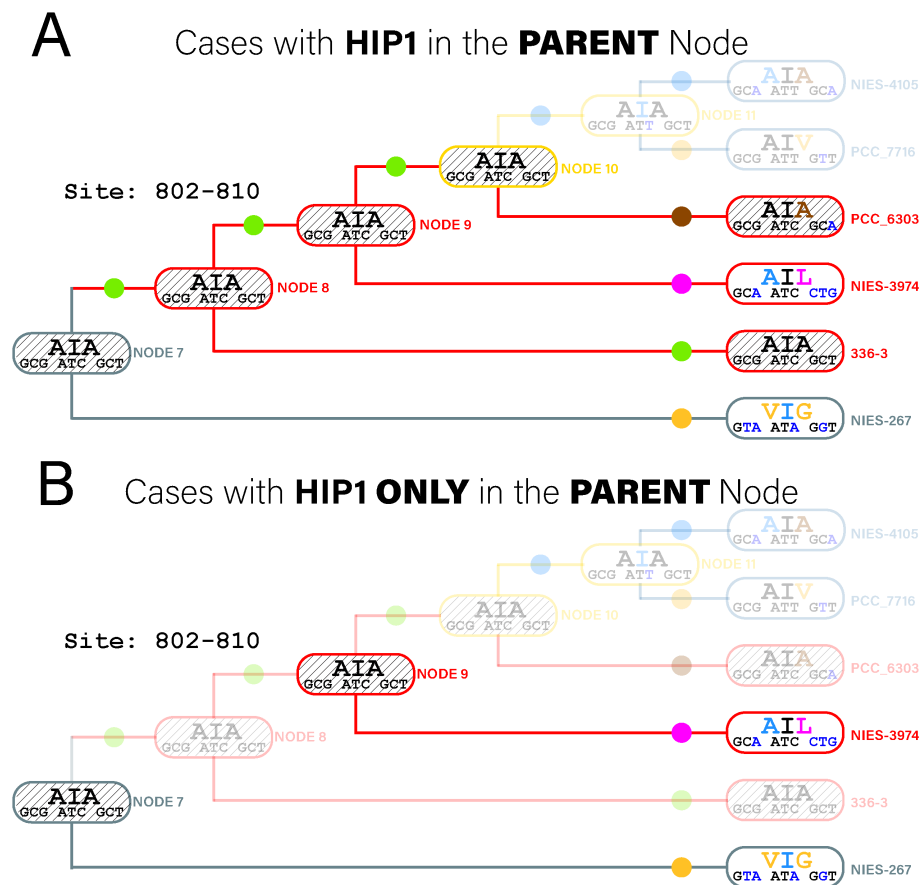 A
Cases with HIP1 in the PARENT Node
AIA
GCA ATT GCA
NIES-4105
AIA
GCG ATT GCT
NODE 11
AIV
GCG ATT GTT
PCC_7716
AIA
GCG ATC GCT
NODE 10
Site: 802-810
AIA
GCG ATC GCA
PCC_6303
AIA
GCG ATC GCT
NODE 9
AIL
GCA ATC CTG
NIES-3974
AIA
GCG ATC GCT
NODE 8
AIA
GCG ATC GCT
NODE 7
AIA
GCG ATC GCT
336-3
VIG
GTA ATA GGT
NIES-267
B
Cases with HIP1 ONLY in the PARENT Node
AIA
GCA ATT GCA
NIES-4105
AIA
GCG ATT GCT
NODE 11
AIV
GCG ATT GTT
PCC_7716
AIA
GCG ATC GCT
NODE 10
Site: 802-810
AIA
GCG ATC GCA
PCC_6303
AIA
GCG ATC GCT
NODE 9
AIL
GCA ATC CTG
NIES-3974
AIA
GCG ATC GCT
NODE 8
AIA
GCG ATC GCT
NODE 7
AIA
GCG ATC GCT
336-3
VIG
GTA ATA GGT
NIES-267